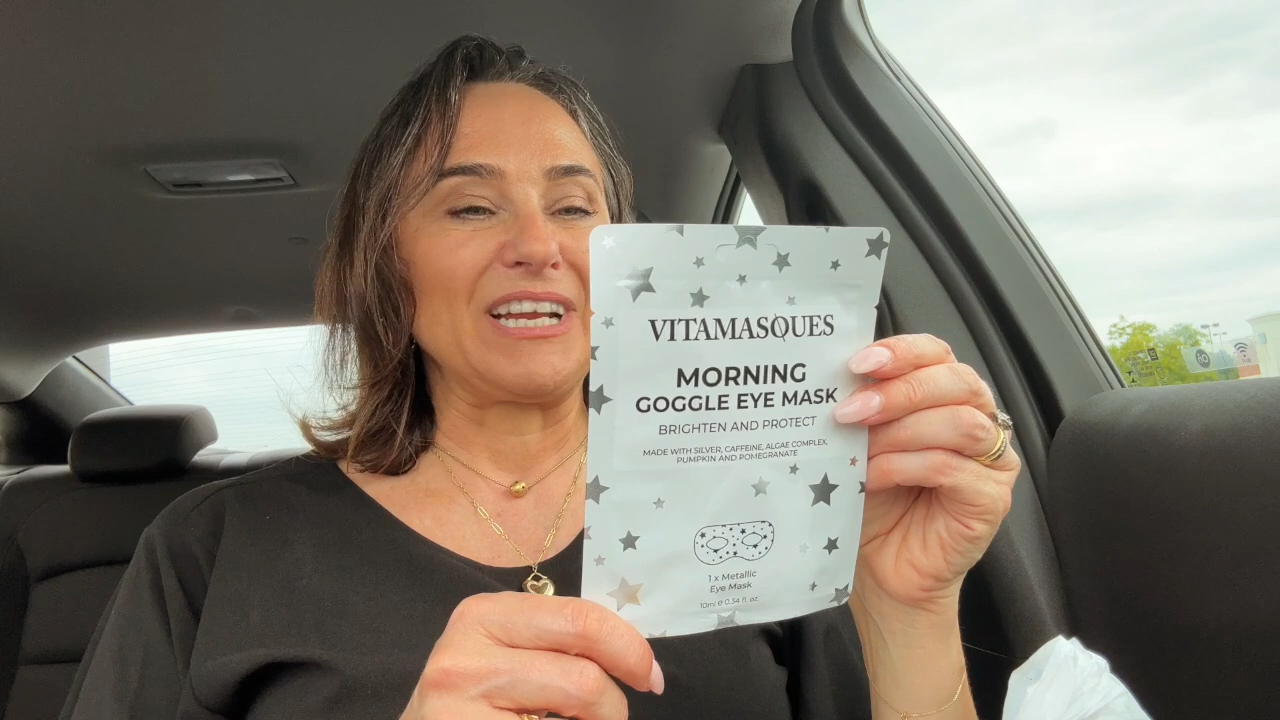 VITAMASQUES
MORNING
GOGGLE EYE MASK
BRIGHTEN AND PROTECT
MADE WITH SILVER, CAFFEINE, ALGAE COMPLEX,
PUMPKIN AND POMEGRANATE
1 x Metallic
Eye Mask
10ml e 0.34 fl. oz.